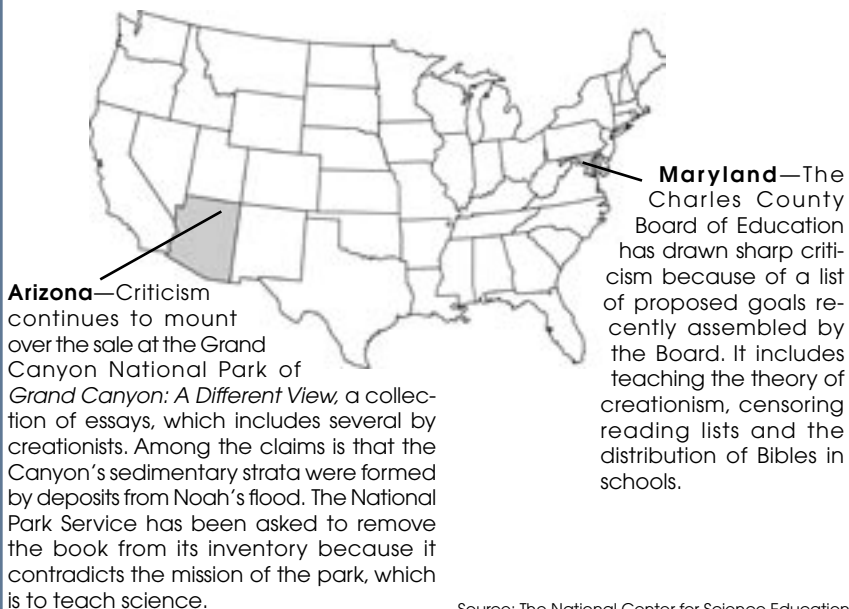 Maryland—The
Charles County
Board of Education
has drawn sharp criti-
cism because of a list
of proposed goals re-
cently assembled by
the Board. It includes
teaching the theory of
creationism, censoring
reading lists and the
distribution of Bibles in
schools.
Arizona—Criticism
continues to mount
over the sale at the Grand
Canyon National Park of
Grand Canyon: A Different View, a collec-
tion of essays, which includes several by
creationists. Among the claims is that the
Canyon's sedimentary strata were formed
by deposits from Noah's flood. The National
Park Service has been asked to remove
the book from its inventory because it
contradicts the mission of the park, which
is to teach science.
Source: The National Center for Science Education